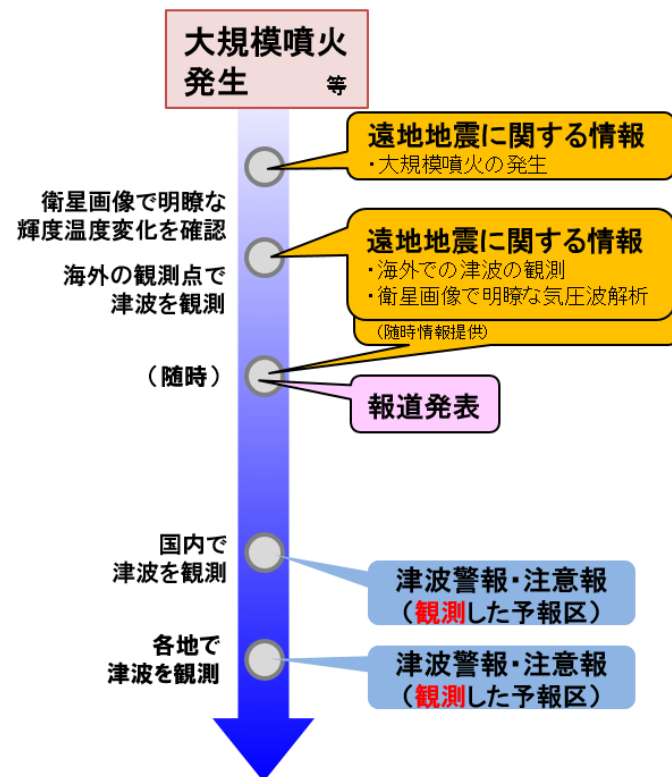 大規模噴火
発生 等
遠地地震に関する情報
・大規模噴火の発生
衛星画像で明瞭な
輝度温度変化を確認
海外の観測点で
津波を観測
遠地地震に関する情報
・海外での津波の観測
・衛星画像で明瞭な気圧波解析
（随時情報提供）
（随時）
報道発表
国内で
津波を観測
津波警報・注意報
（観測した予報区）
各地で
津波を観測
津波警報・注意報
（観測した予報区）